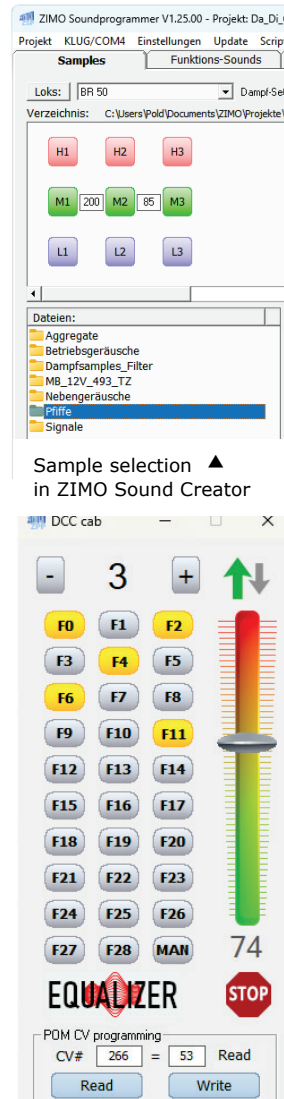 ZIMO Soundprogrammer V1.25.00 - Projekt: Da_Di_
Projekt KLUG/COM4 Einstellungen Update Scrip
Samples Funktions-Sounds
Loks: BR 50 Dampf-Set
Verzeichnis: C:\Users\Pold\Documents\ZIMO\Projekte\
H1 H2 H3
M1 200 M2 85 M3
L1 L2 L3
Dateien:
Aggregate
Betriebsgeräusche
Dampfsamples_Filter
MB_12V_493_TZ
Nebengeräusche
Pfiffe
Signale
Sample selection ▲
in ZIMO Sound Creator
DCC cab
- 3 +
F0 F1 F2
F3 F4 F5
F6 F7 F8
F9 F10 F11
F12 F13 F14
F15 F16 F17
F18 F19 F20
F21 F22 F23
F24 F25 F26
F27 F28 MAN 74
EQUALIZER STOP
POM CV programming
CV# 266 = 53 Read
Read Write